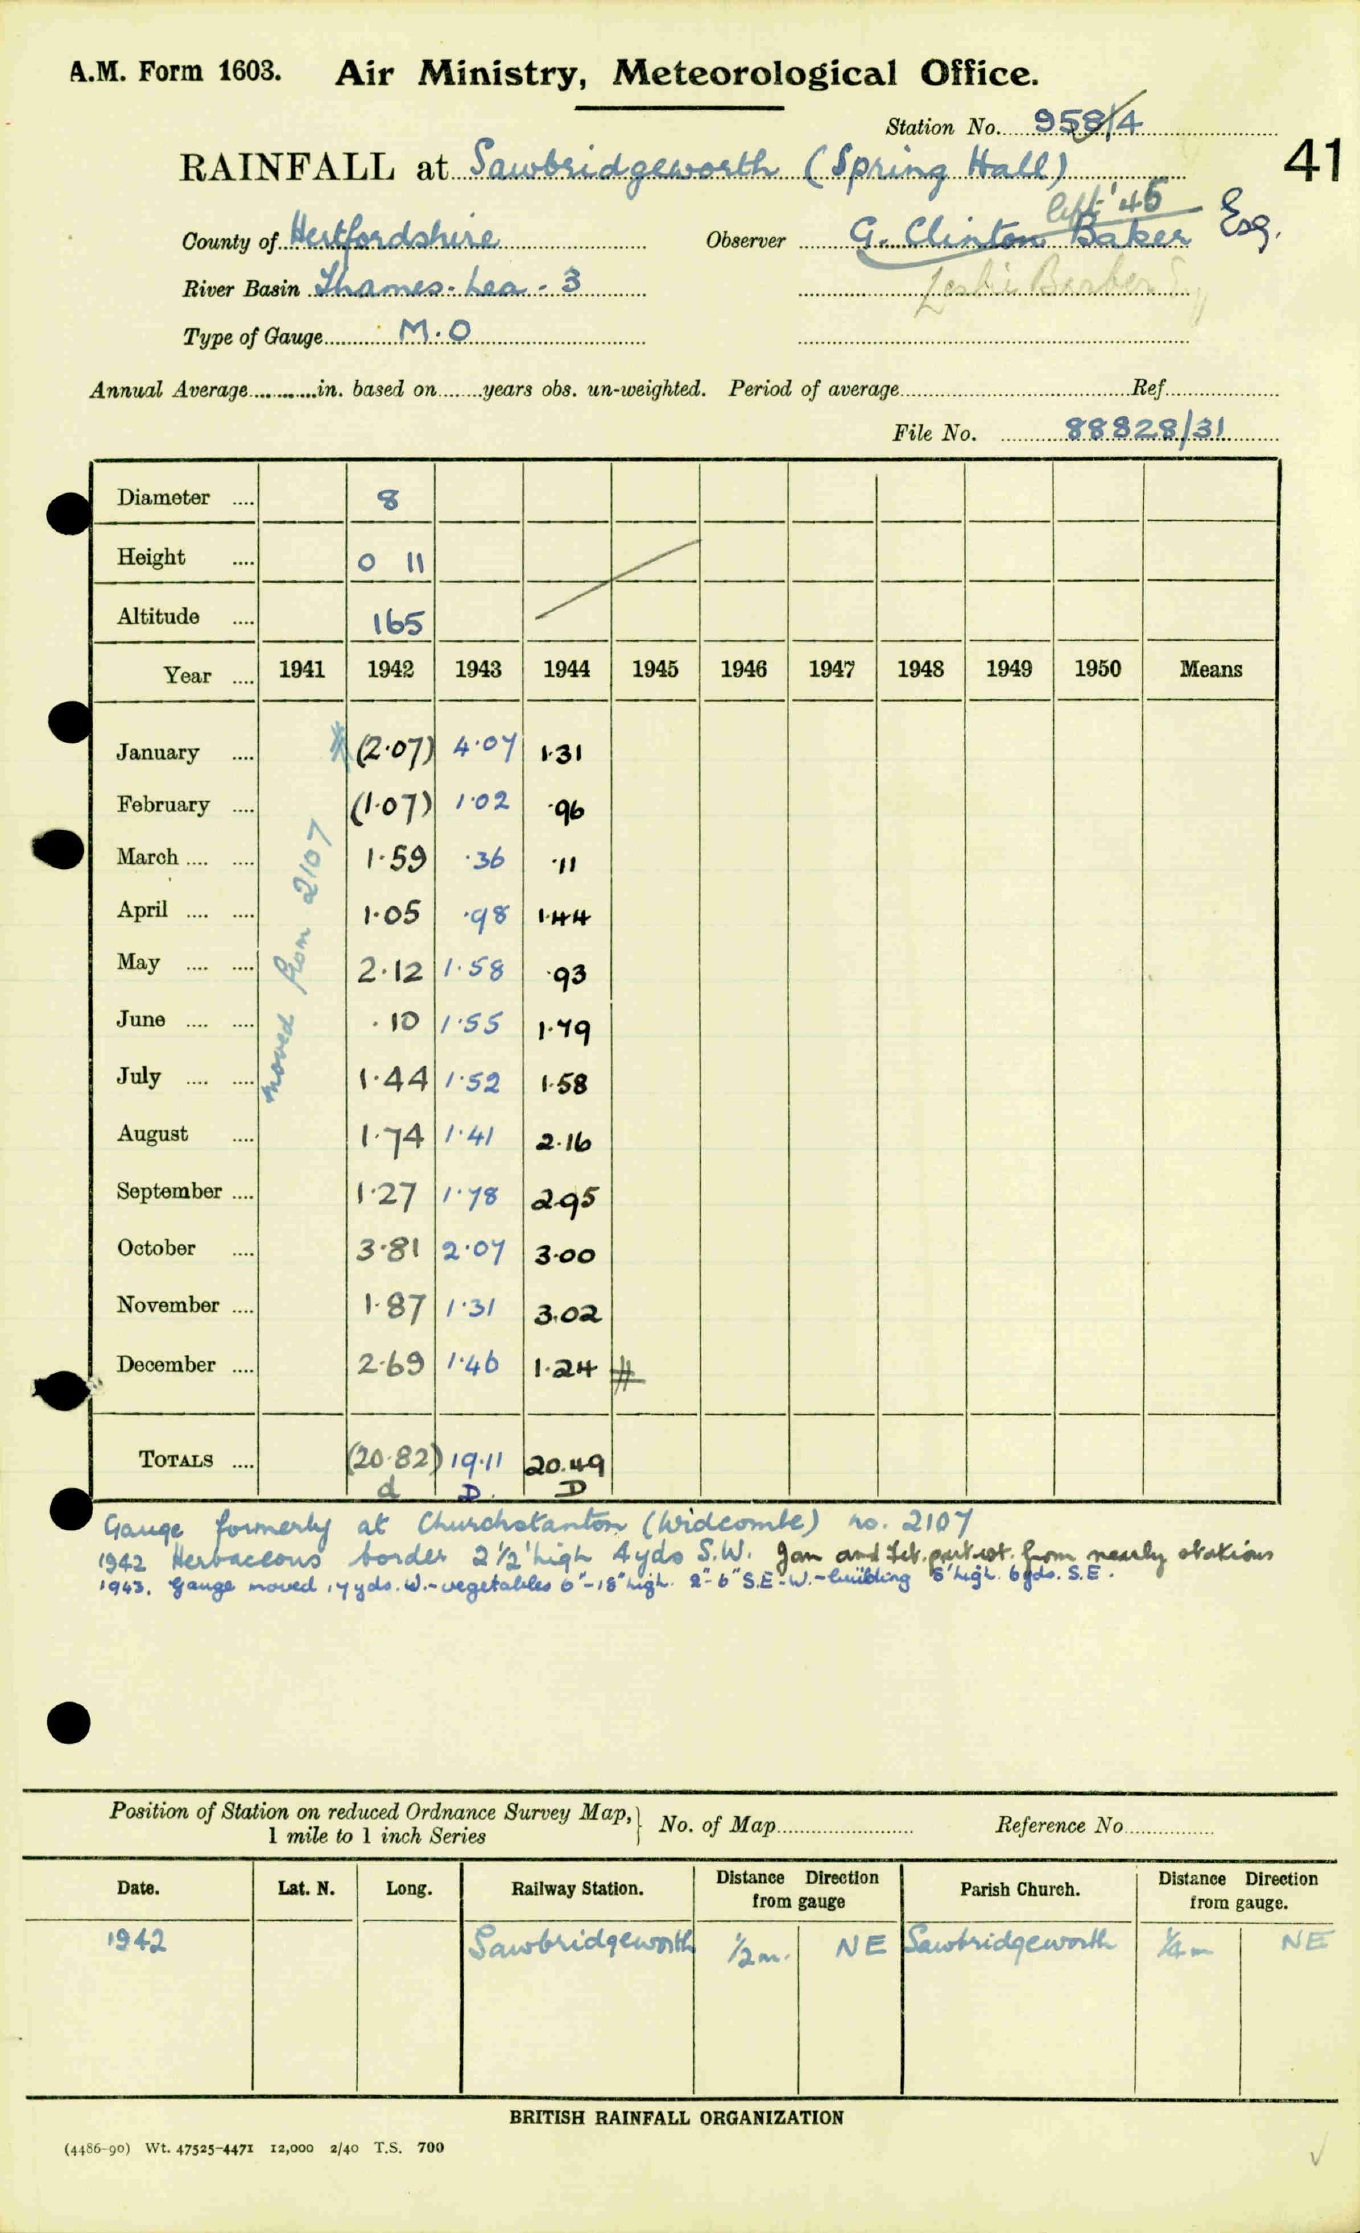 A.M. Form 1603. Air Ministry, Meteorological Office.
Station No. 958/4
41
RAINFALL at Sawbridgeworth (Spring Hall)
left '45
County of Hertfordshire Observer G. Clinton Baker Esq.
River Basin Thames-Lea-3 Leslie Barber
Type of Gauge M.O
Annual Average in. based on years obs. un-weighted. Period of average Ref
File No. 88828/31
Diameter .... 8
Height .... 0 11
Altitude .... 165
Year .... 1941 1942 1943 1944 1945 1946 1947 1948 1949 1950 Means
moved from 2107
January .... (2.07) 4.07 1.31
February .... (1.07) 1.02 .96
March .... .... 1.59 .36 .11
April .... .... 1.05 .98 1.44
May .... .... 2.12 1.58 .93
June .... .... .10 1.55 1.79
July .... .... 1.44 1.52 1.58
August .... 1.74 1.41 2.16
September .... 1.27 1.78 2.95
October .... 3.81 2.07 3.00
November .... 1.87 1.31 3.02
December .... 2.69 1.46 1.24 #
TOTALS .... (20.82) 19.11 20.49
d D. D
Gauge formerly at Churchstanton (Widcombe) no. 2107
1942 Herbaceous border 2½' high 4yds S.W. Jan and Feb. part est. from nearby stations
1943. Gauge moved 17yds. W.-vegetables 6"-18" high. 2"-6" S.E-W.-building 8' high. 6yds. S.E.
Position of Station on reduced Ordnance Survey Map, } No. of Map Reference No
1 mile to 1 inch Series
Date. Lat. N. Long. Railway Station. Distance Direction from gauge Parish Church. Distance Direction from gauge.
1942 Sawbridgeworth ½m. NE Sawbridgeworth ¼m NE
BRITISH RAINFALL ORGANIZATION
(4486-90) Wt. 47525-4471 12,000 2/40 T.S. 700